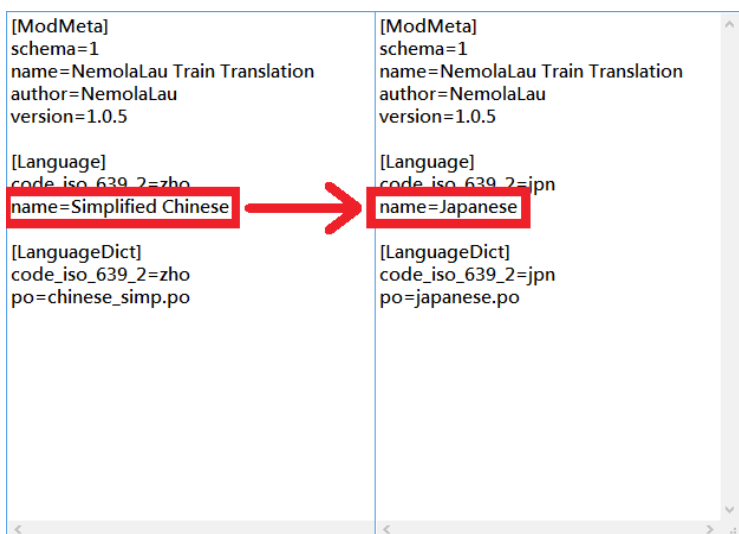 [ModMeta]
schema=1
name=NemolaLau Train Translation
author=NemolaLau
version=1.0.5
[Language]
code_iso_639_2=zho
name=Simplified Chinese
[LanguageDict]
code_iso_639_2=zho
po=chinese_simp.po
[ModMeta]
schema=1
name=NemolaLau Train Translation
author=NemolaLau
version=1.0.5
[Language]
code_iso_639_2=jpn
name=Japanese
[LanguageDict]
code_iso_639_2=jpn
po=japanese.po